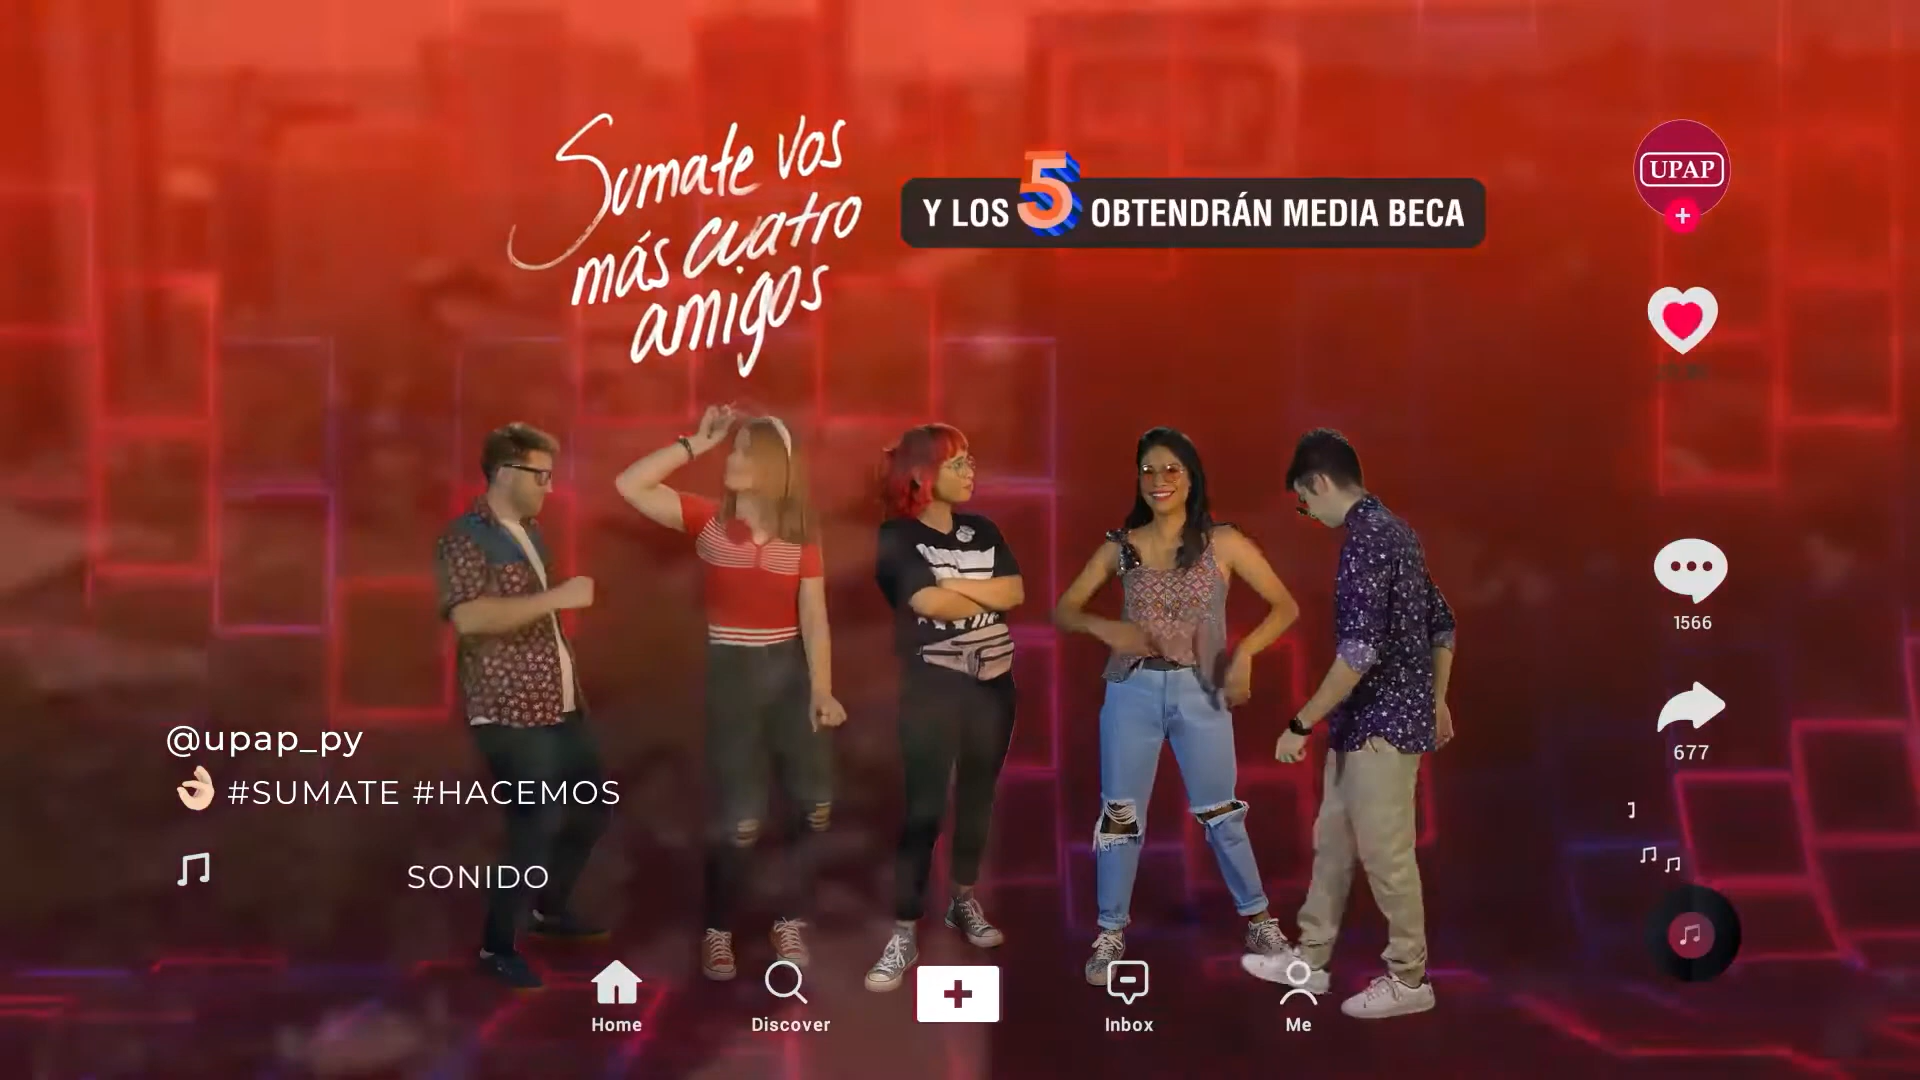 Sumate vos
más cuatro
amigos
Y LOS 5 OBTENDRÁN MEDIA BECA
UPAP
1566
677
@upap_py
👌🏻 #SUMATE #HACEMOS
SONIDO
Home
Discover
Inbox
Me